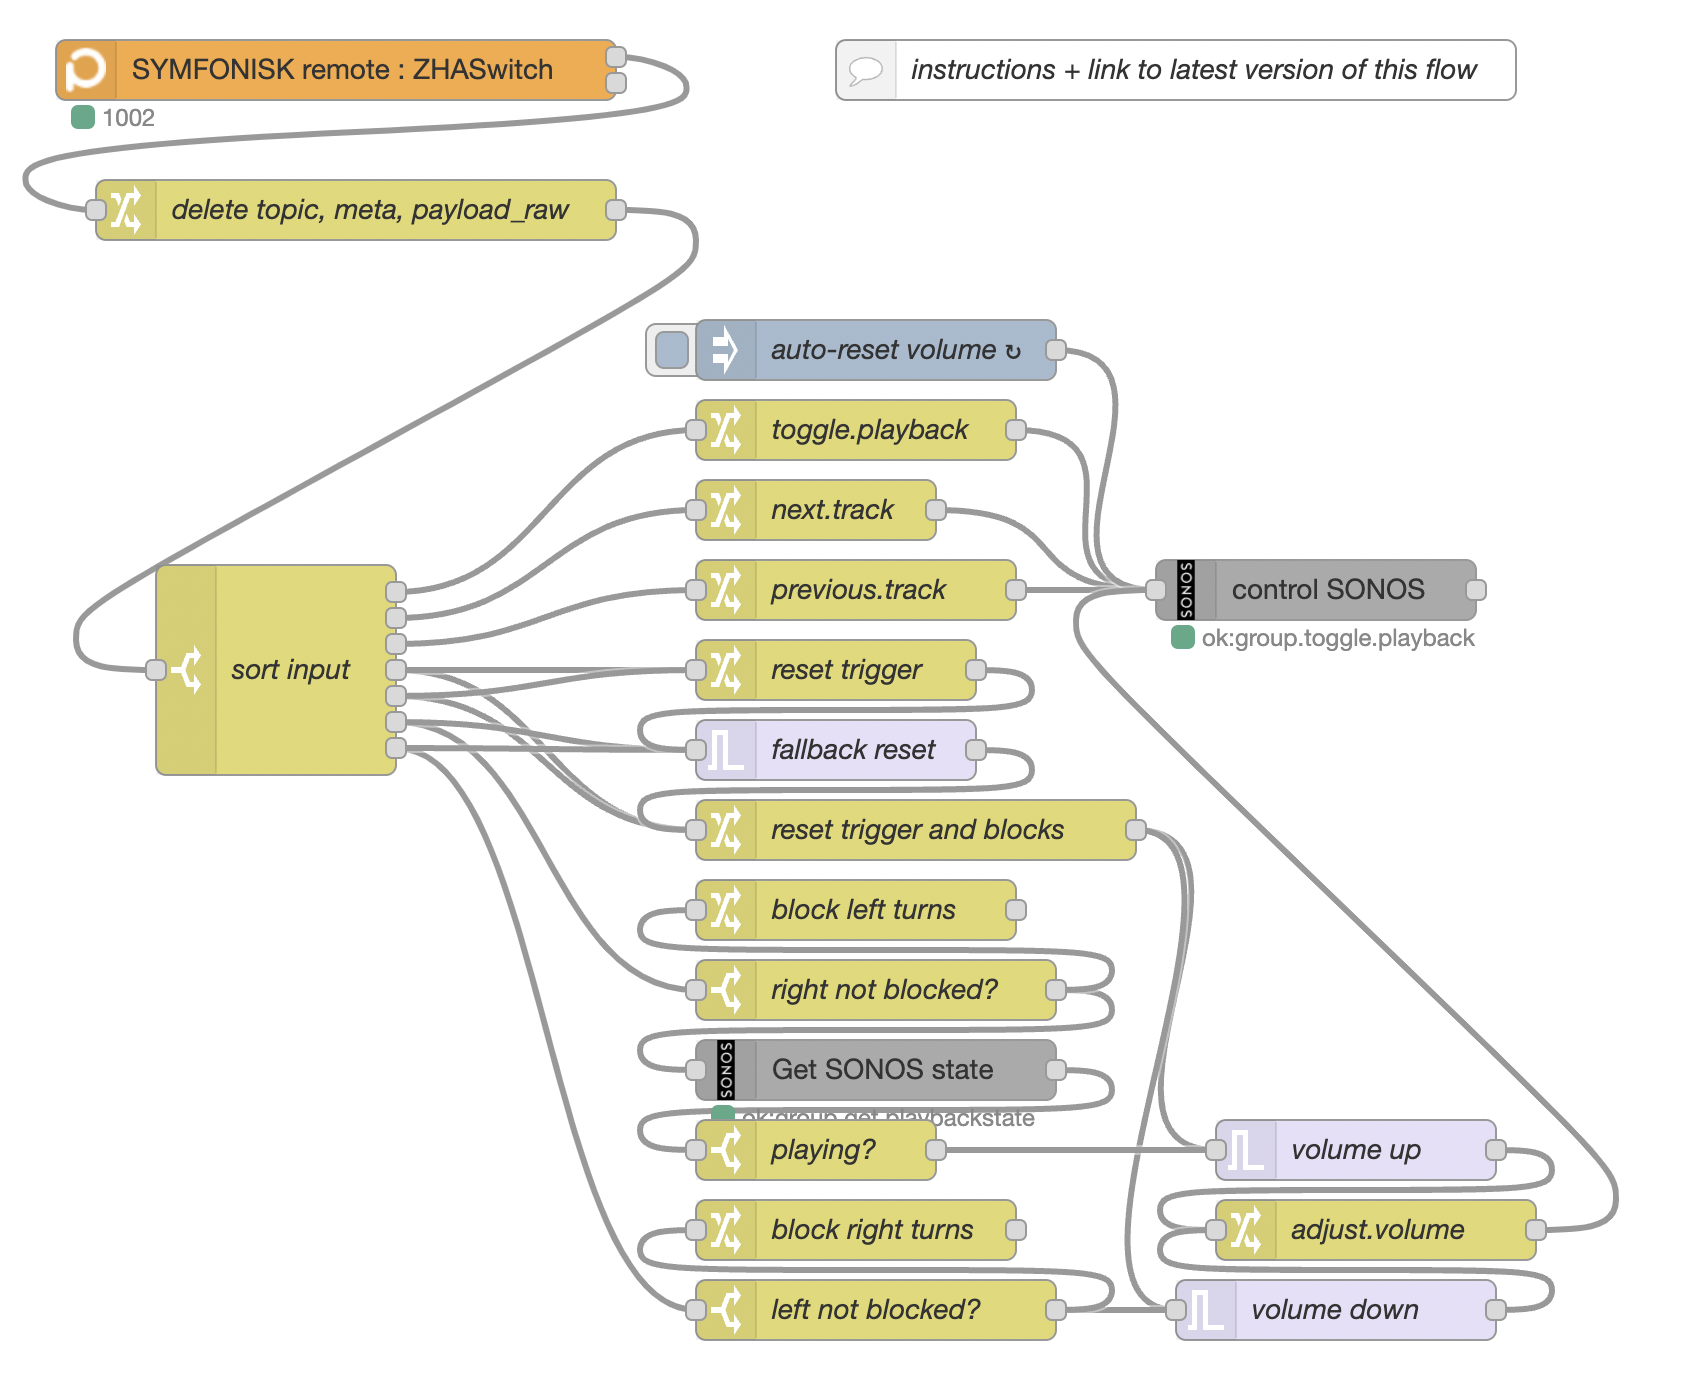 SYMFONISK remote : ZHASwitch
instructions + link to latest version of this flow
1002
delete topic, meta, payload_raw
auto-reset volume ↻
toggle.playback
next.track
previous.track
SONOS
control SONOS
ok:group.toggle.playback
sort input
reset trigger
fallback reset
reset trigger and blocks
block left turns
right not blocked?
SONOS
Get SONOS state
ok:group.get.playbackstate
playing?
volume up
block right turns
adjust.volume
left not blocked?
volume down